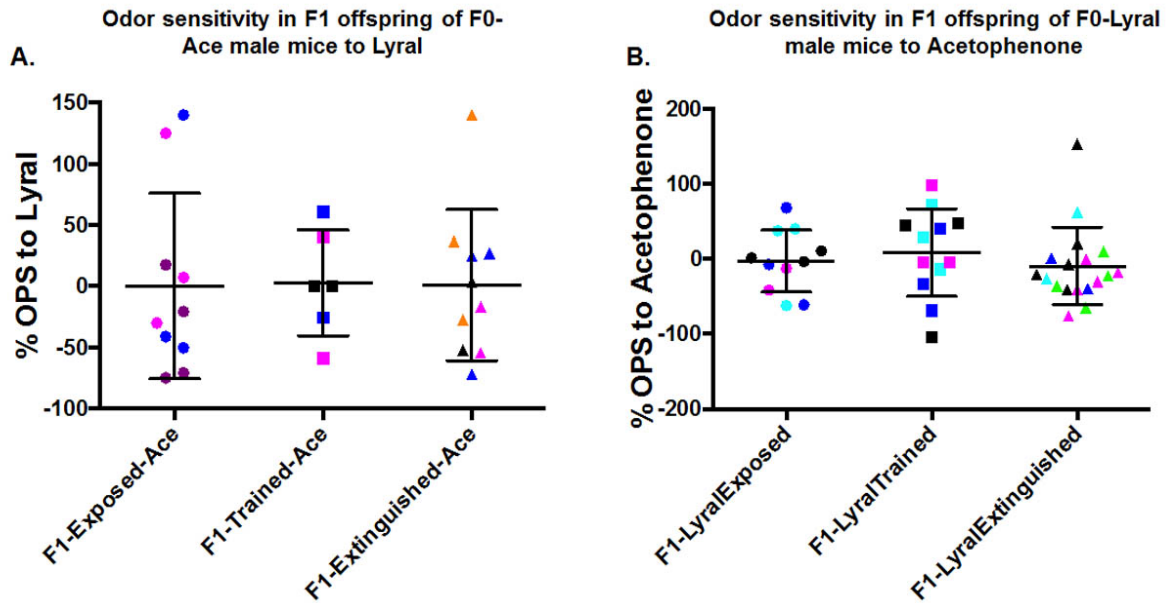 Odor sensitivity in F1 offspring of F0-
Ace male mice to Lyral
A.
% OPS to Lyral
150
100
50
0
-50
-100
F1-Exposed-Ace
F1-Trained-Ace
F1-Extinguished-Ace
Odor sensitivity in F1 offspring of F0-Lyral
male mice to Acetophenone
B.
% OPS to Acetophenone
200
100
0
-100
-200
F1-LyralExposed
F1-LyralTrained
F1-LyralExtinguished